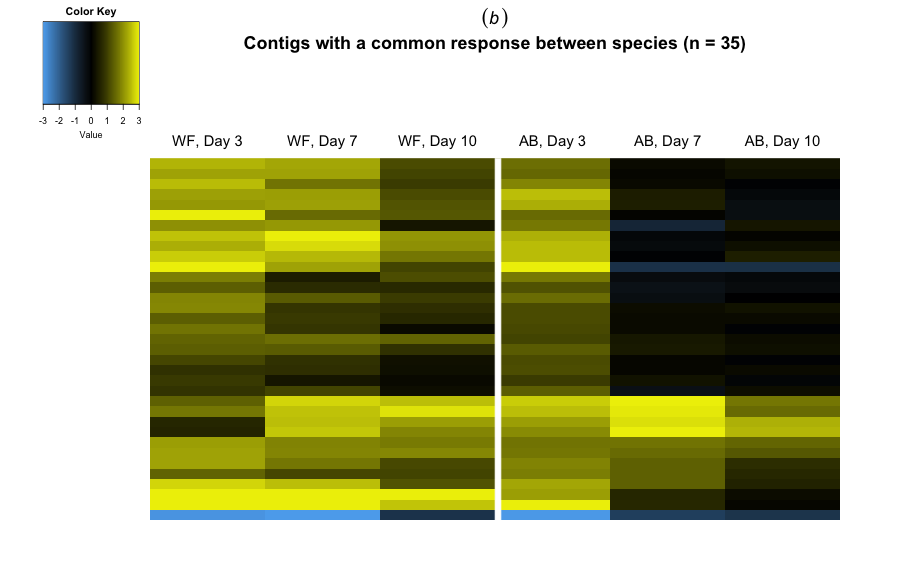 Color Key
-3 -2 -1 0 1 2 3
Value
(b)
Contigs with a common response between species (n = 35)
WF, Day 3 WF, Day 7 WF, Day 10 AB, Day 3 AB, Day 7 AB, Day 10